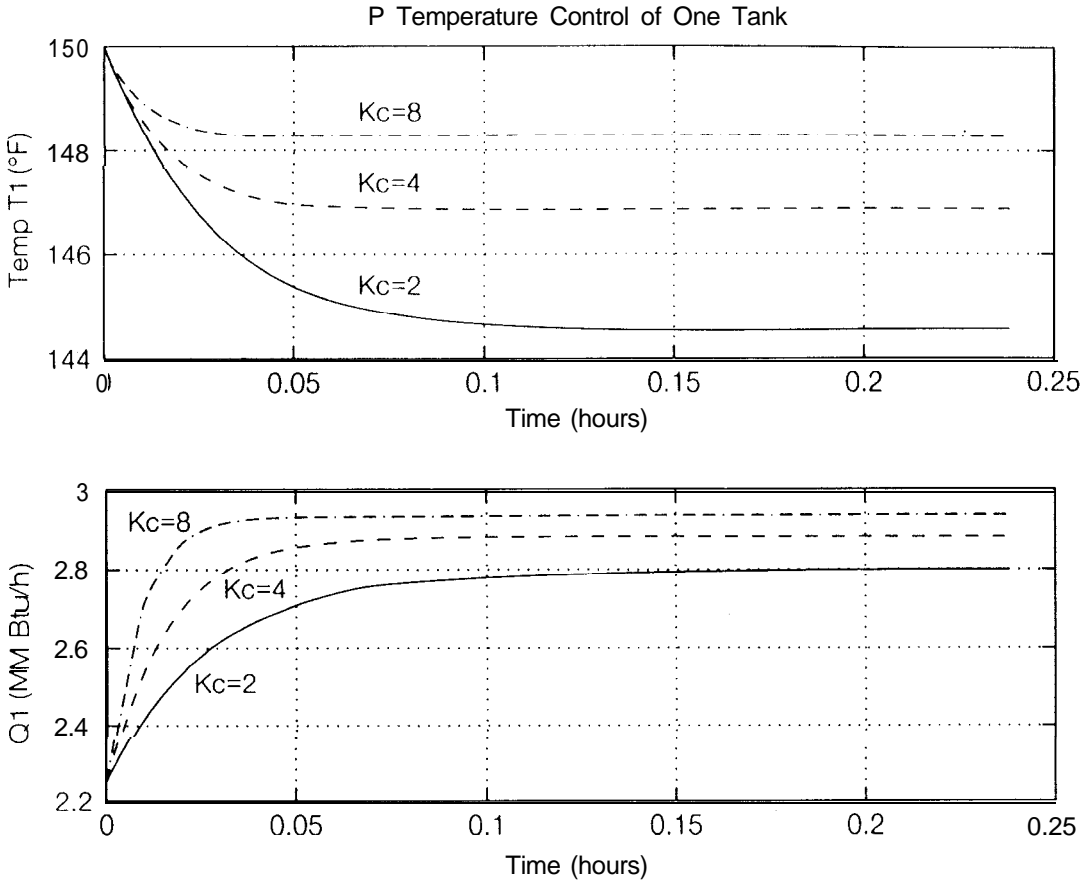 P Temperature Control of One Tank
150
148
146
144
Temp T1 (°F)
Kc=8
Kc=4
Kc=2
0 0.05 0.1 0.15 0.2 0.25
Time (hours)
3
2.8
2.6
2.4
2.2
Q1 (MM Btu/h)
Kc=8
Kc=4
Kc=2
0 0.05 0.1 0.15 0.2 0.25
Time (hours)